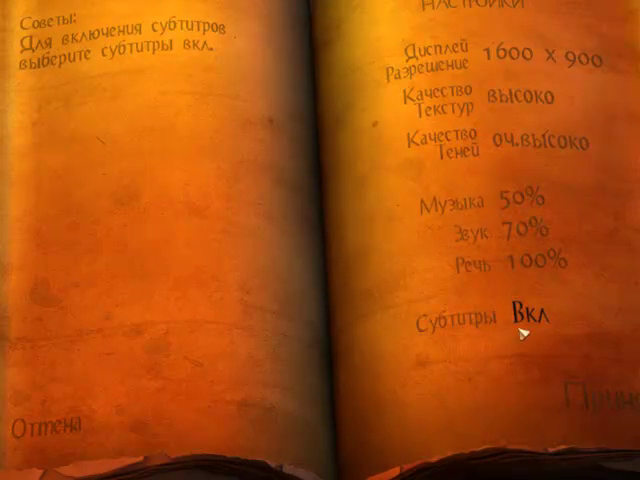 Советы:
Для включения субтитров
выберите субтитры вкл.
Отмена
НАСТРОЙКИ
Дисплей
Разрешение 1600 x 900
Качество
Текстур высоко
Качество
Теней оч.высоко
Музыка 50%
Звук 70%
Речь 100%
Субтитры Вкл